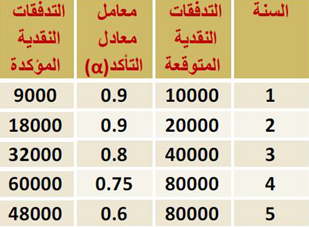 السنة التدفقات النقدية المتوقعة معامل معادل التأكد(α) التدفقات النقدية المؤكدة
1 10000 0.9 9000
2 20000 0.9 18000
3 40000 0.8 32000
4 80000 0.75 60000
5 80000 0.6 48000